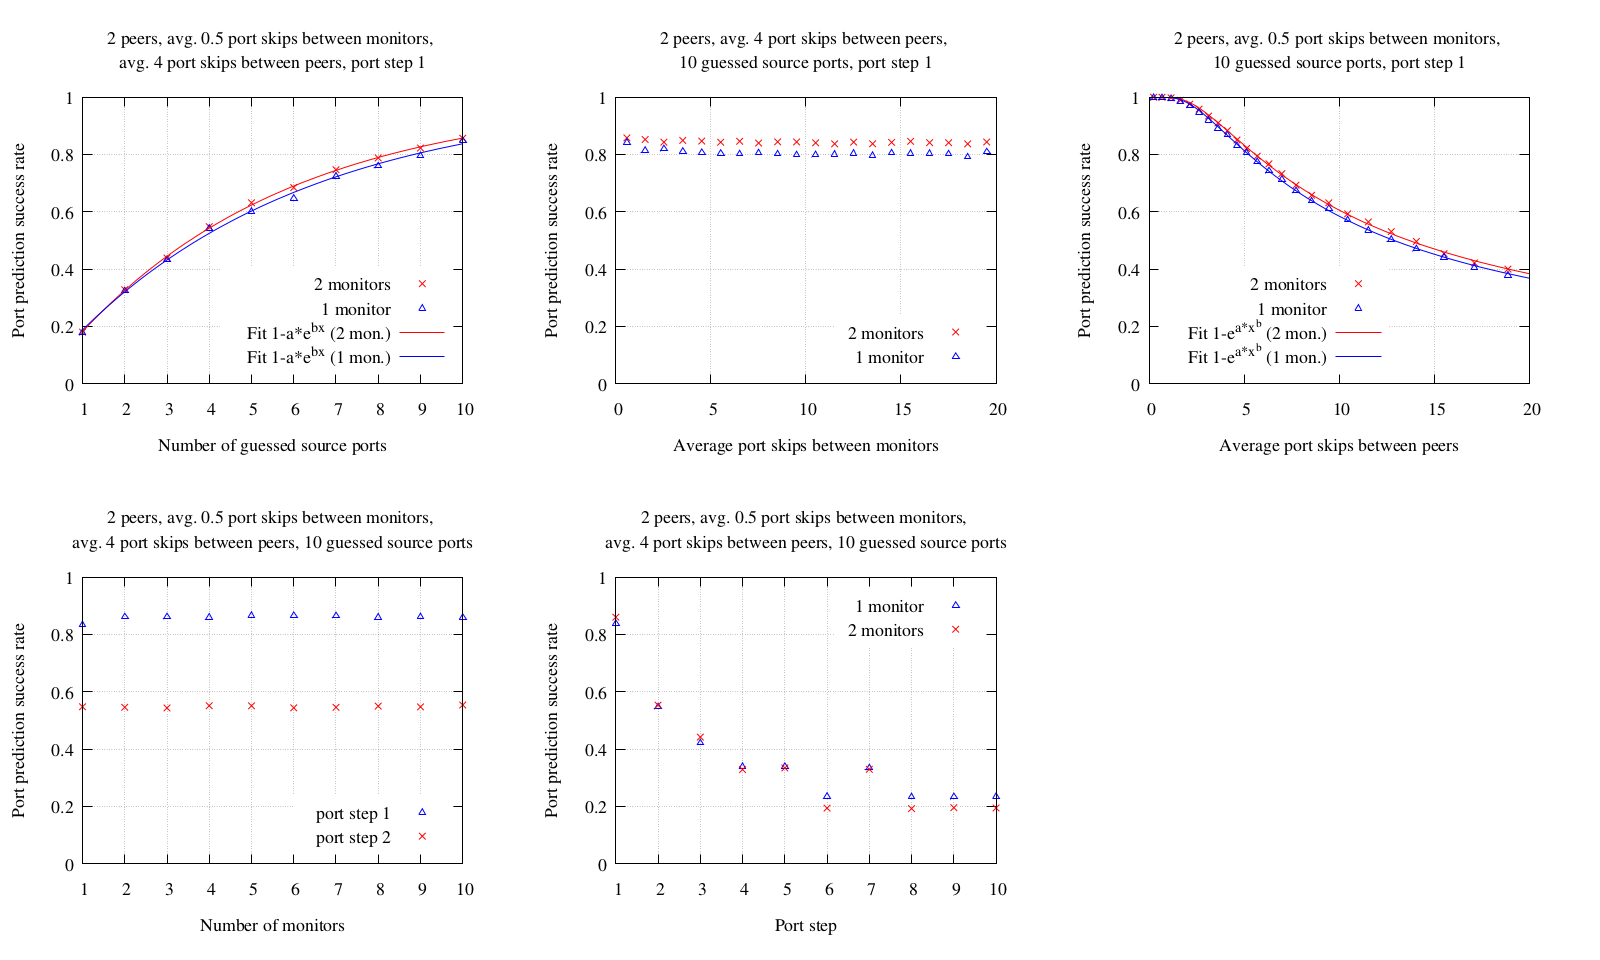 2 peers, avg. 0.5 port skips between monitors,
avg. 4 port skips between peers, port step 1
1
0.8
0.6
0.4
0.2
0
Port prediction success rate
2 monitors
1 monitor
Fit 1-a*e^bx (2 mon.)
Fit 1-a*e^bx (1 mon.)
1 2 3 4 5 6 7 8 9 10
Number of guessed source ports
2 peers, avg. 4 port skips between peers,
10 guessed source ports, port step 1
1
0.8
0.6
0.4
0.2
0
Port prediction success rate
2 monitors
1 monitor
0 5 10 15 20
Average port skips between monitors
2 peers, avg. 0.5 port skips between monitors,
10 guessed source ports, port step 1
1
0.8
0.6
0.4
0.2
0
Port prediction success rate
2 monitors
1 monitor
Fit 1-e^a*x^b (2 mon.)
Fit 1-e^a*x^b (1 mon.)
0 5 10 15 20
Average port skips between peers
2 peers, avg. 0.5 port skips between monitors,
avg. 4 port skips between peers, 10 guessed source ports
1
0.8
0.6
0.4
0.2
0
Port prediction success rate
port step 1
port step 2
1 2 3 4 5 6 7 8 9 10
Number of monitors
2 peers, avg. 0.5 port skips between monitors,
avg. 4 port skips between peers, 10 guessed source ports
1
0.8
0.6
0.4
0.2
0
Port prediction success rate
1 monitor
2 monitors
1 2 3 4 5 6 7 8 9 10
Port step